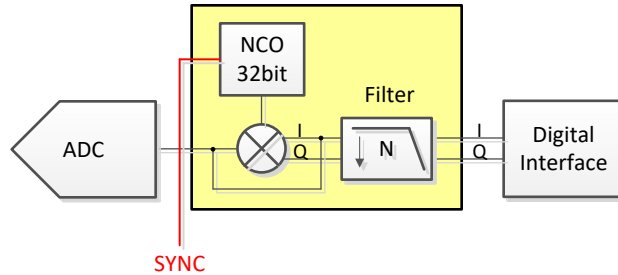 NCO
32bit
Filter
ADC
I
Q
N
I
Q
Digital
Interface
SYNC